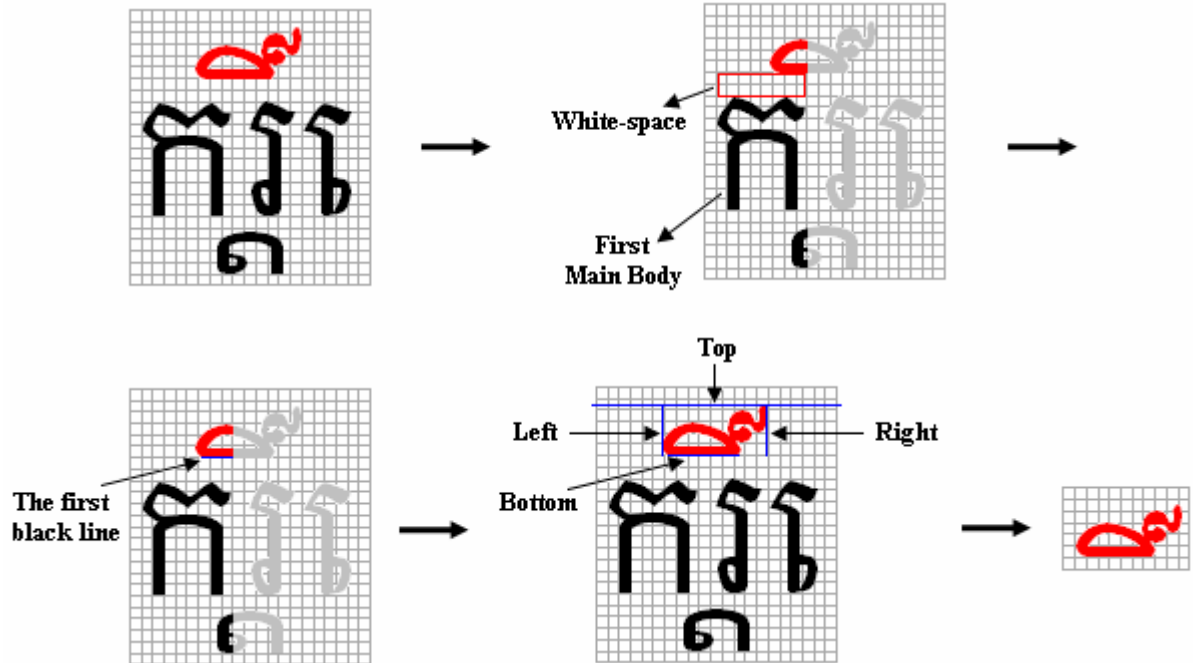 White-space
First
Main Body
Top
Left
Right
Bottom
The first
black line